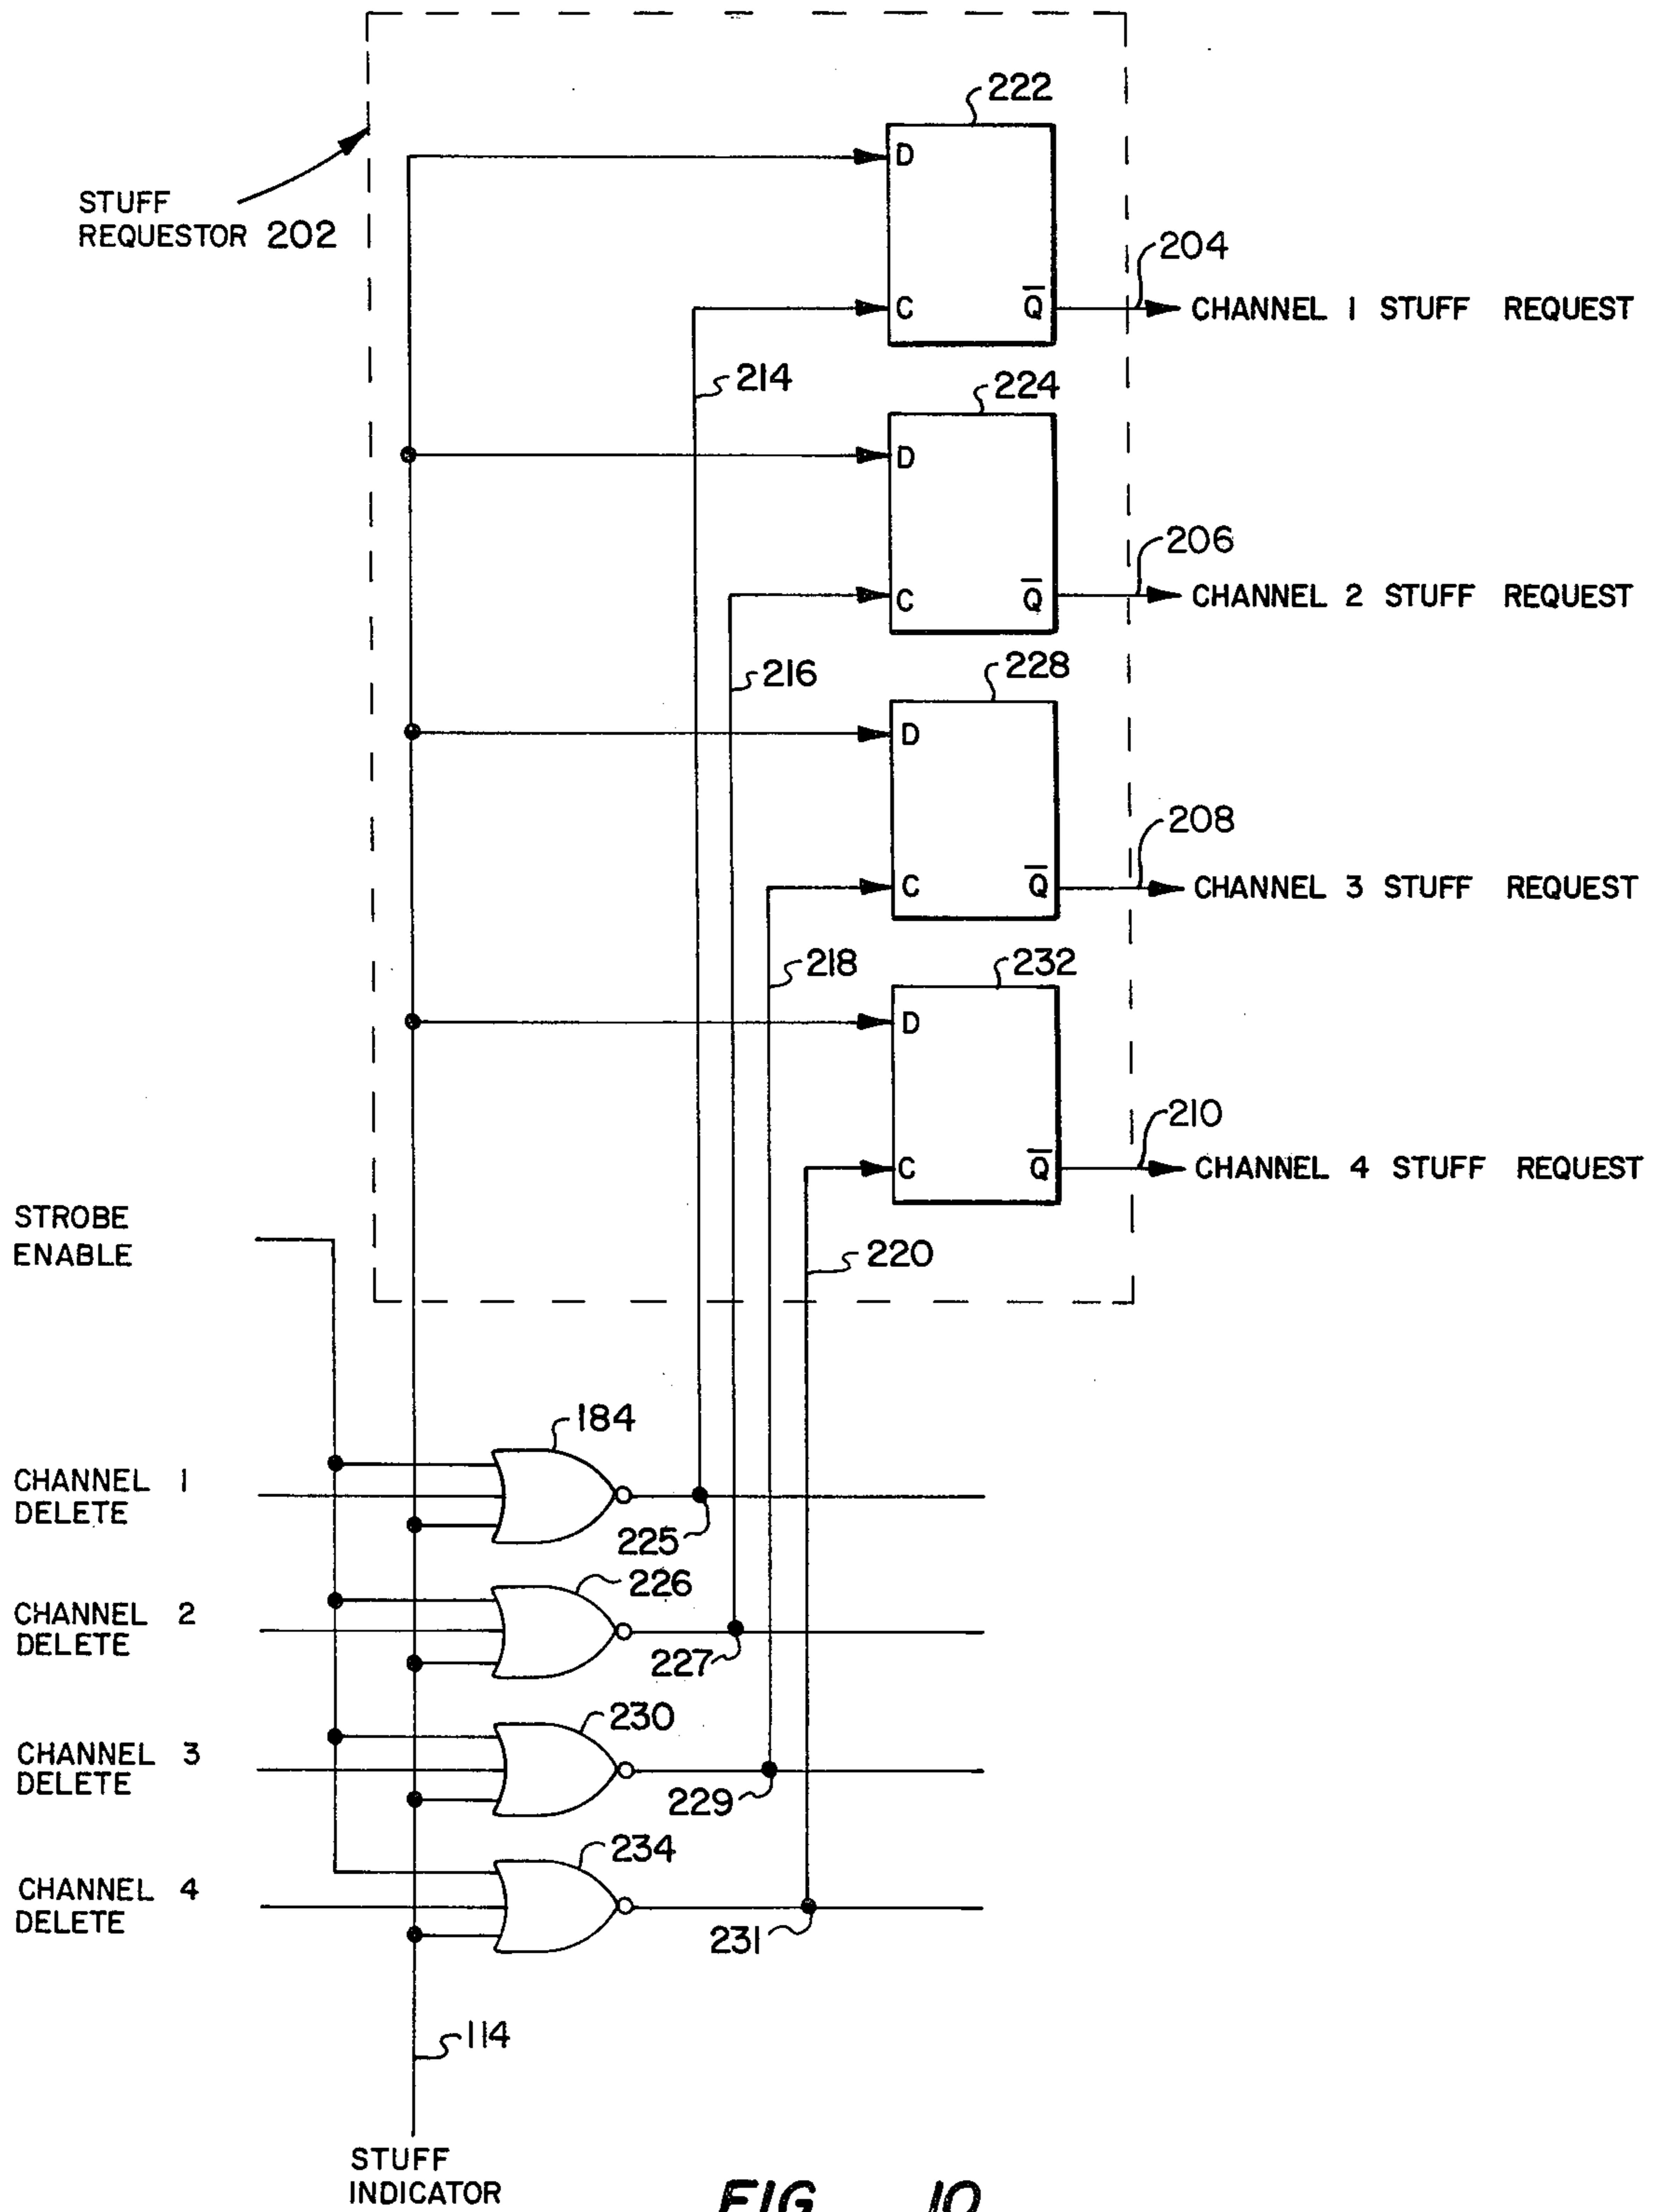 222
D
STUFF
REQUESTOR 202
204
C Q̅ CHANNEL 1 STUFF REQUEST
214
224
D
206
C Q̅ CHANNEL 2 STUFF REQUEST
216
228
D
208
C Q̅ CHANNEL 3 STUFF REQUEST
218
232
D
210
C Q̅ CHANNEL 4 STUFF REQUEST
STROBE
ENABLE
220
184
CHANNEL 1
DELETE
225
226
CHANNEL 2
DELETE
227
230
CHANNEL 3
DELETE
229
234
CHANNEL 4
DELETE
231
114
STUFF
INDICATOR
FIG 10